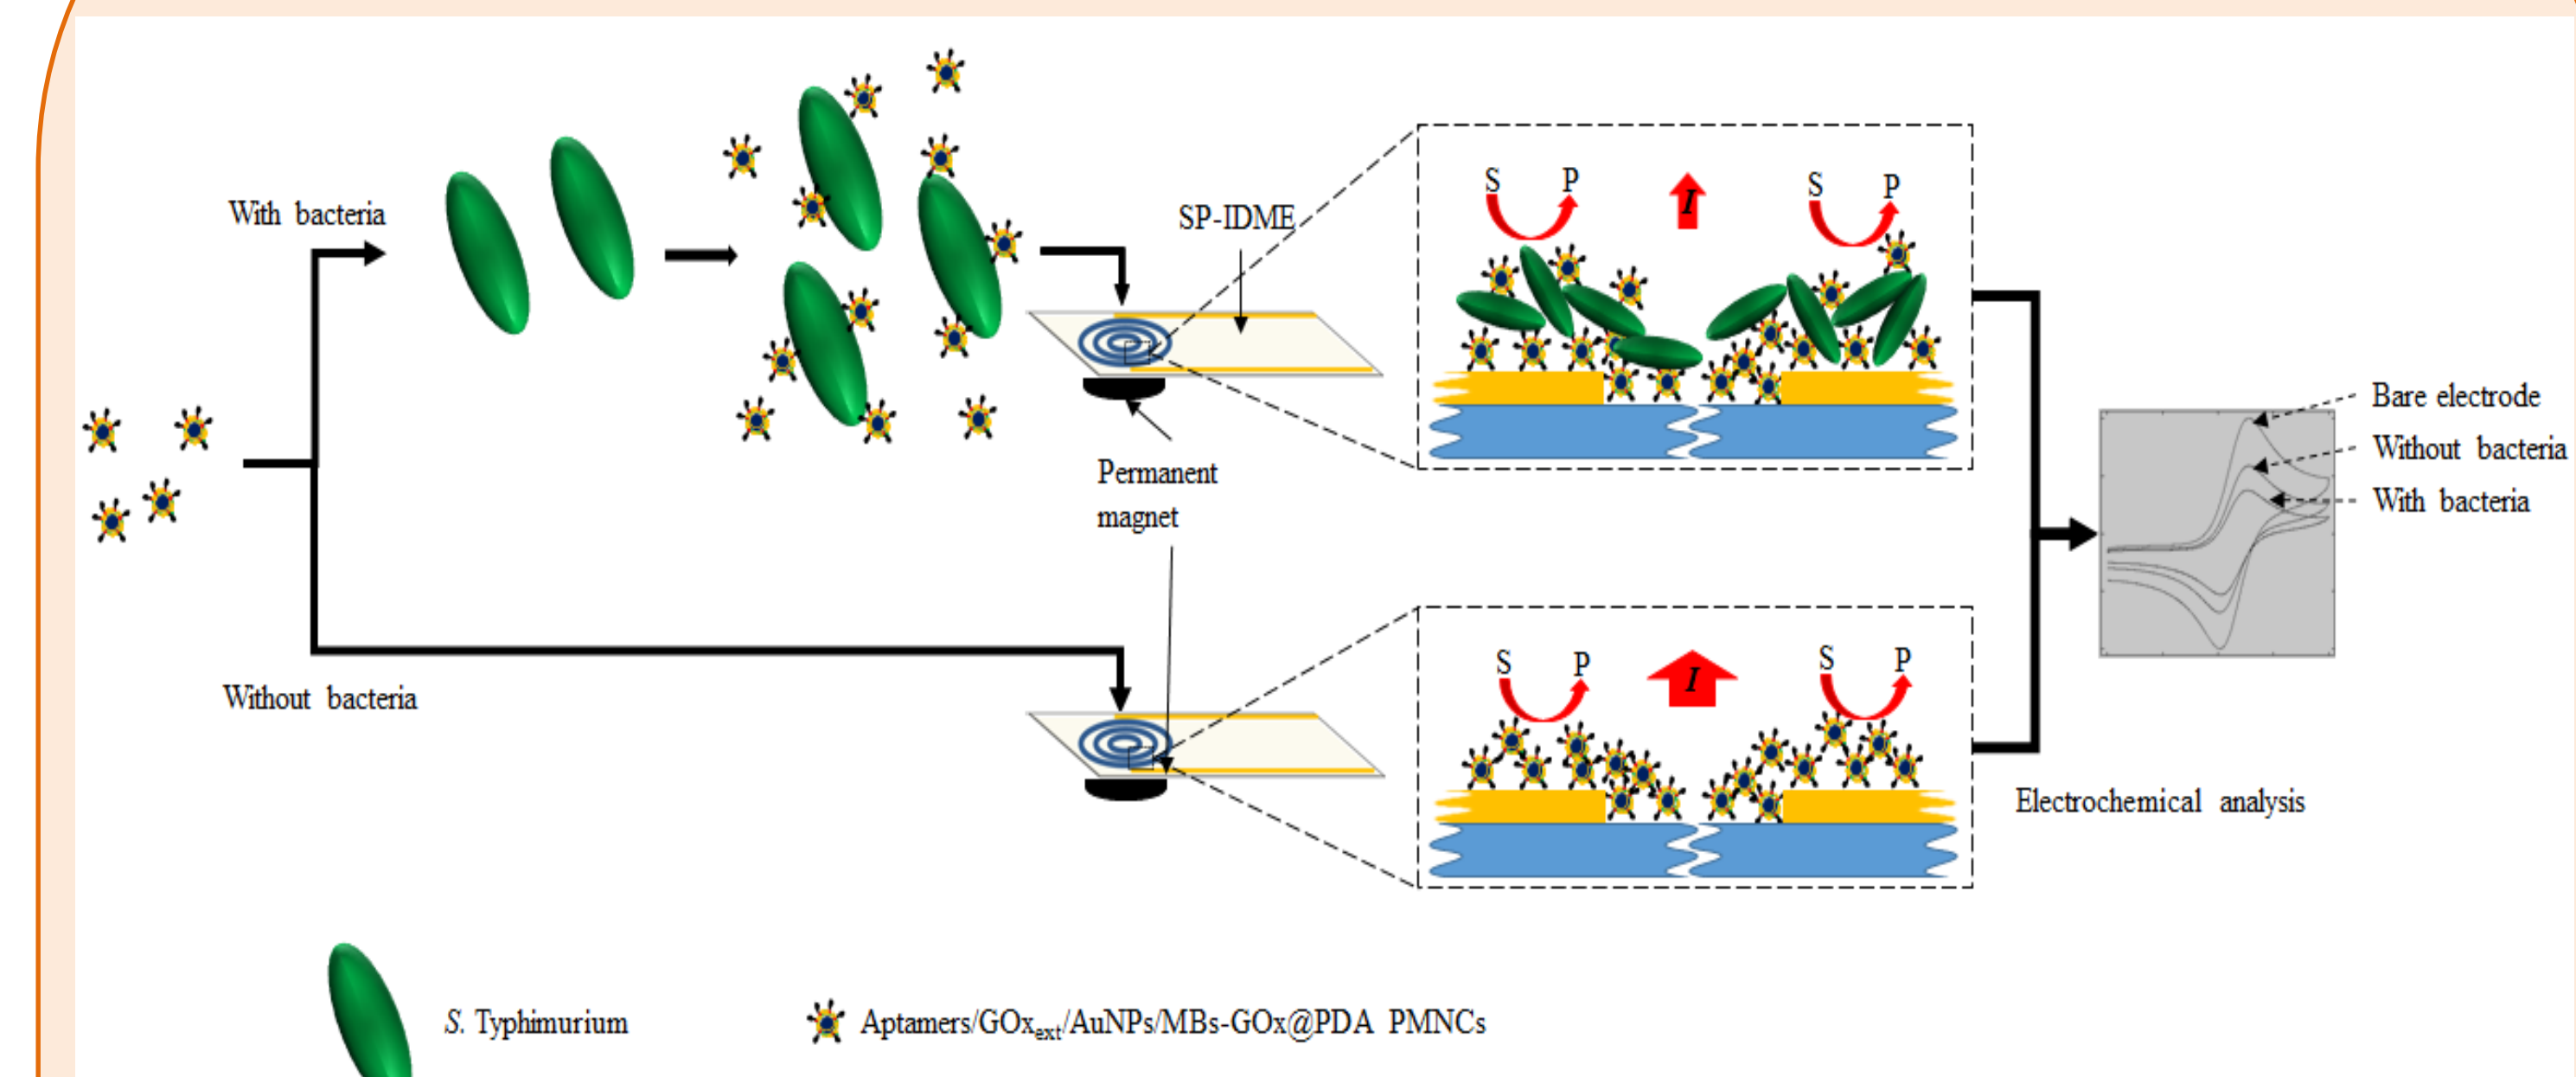 With bacteria
SP-IDME
S P I S P
Permanent
magnet
Bare electrode
Without bacteria
With bacteria
Without bacteria
S P I S P
Electrochemical analysis
S. Typhimurium
Aptamers/GOxext/AuNPs/MBs-GOx@PDA PMNCs